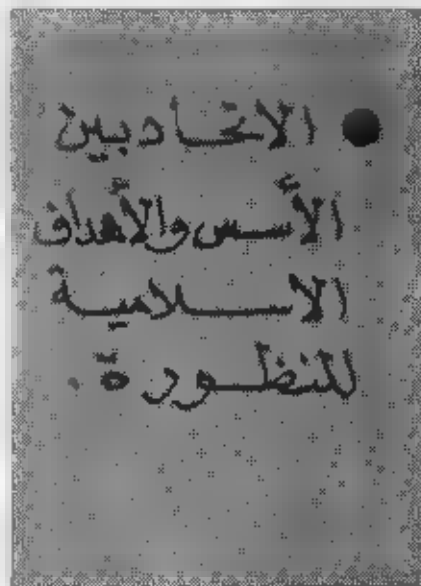 ● الاتحاد بين
الأسس والأهداف
الاسلامية
للنظورة .